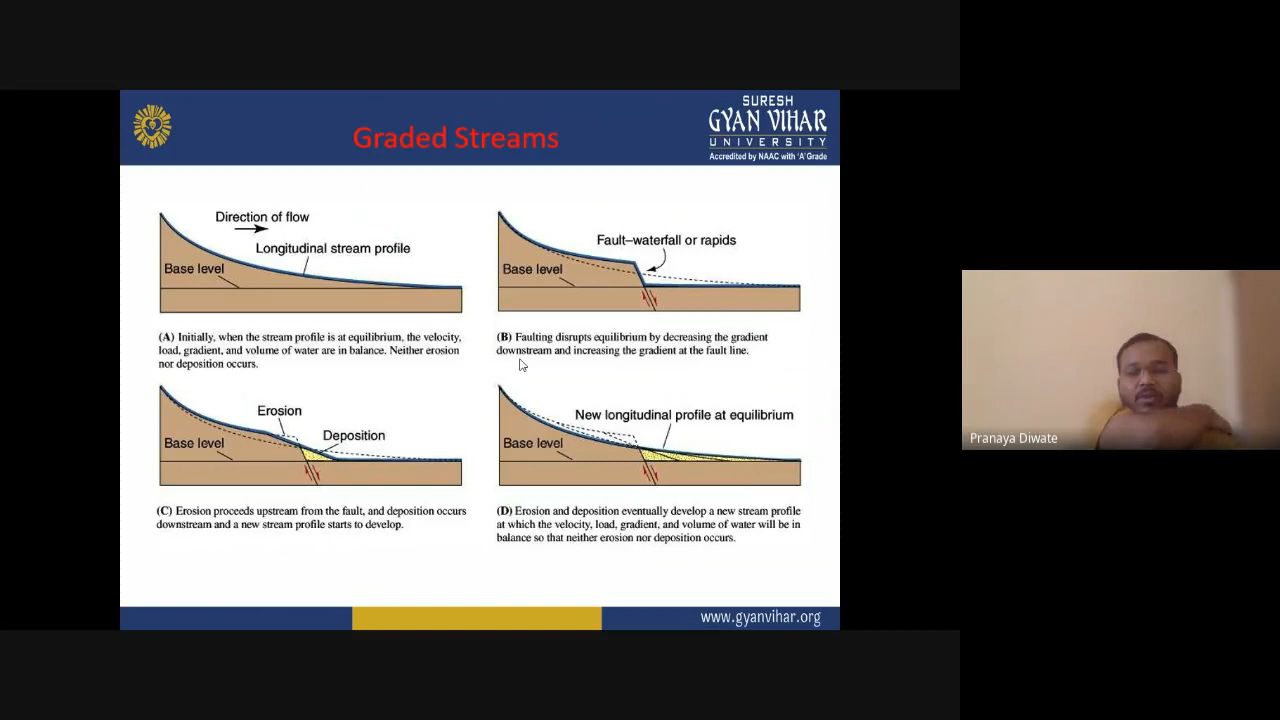 Graded Streams
SURESH
GYAN VIHAR
UNIVERSITY
Accredited by NAAC with 'A' Grade
Direction of flow
Longitudinal stream profile
Base level
(A) Initially, when the stream profile is at equilibrium, the velocity,
load, gradient, and volume of water are in balance. Neither erosion
nor deposition occurs.
Fault–waterfall or rapids
Base level
(B) Faulting disrupts equilibrium by decreasing the gradient
downstream and increasing the gradient at the fault line.
Erosion
Deposition
Base level
(C) Erosion proceeds upstream from the fault, and deposition occurs
downstream and a new stream profile starts to develop.
New longitudinal profile at equilibrium
Base level
(D) Erosion and deposition eventually develop a new stream profile
at which the velocity, load, gradient, and volume of water will be in
balance so that neither erosion nor deposition occurs.
www.gyanvihar.org
Pranaya Diwate